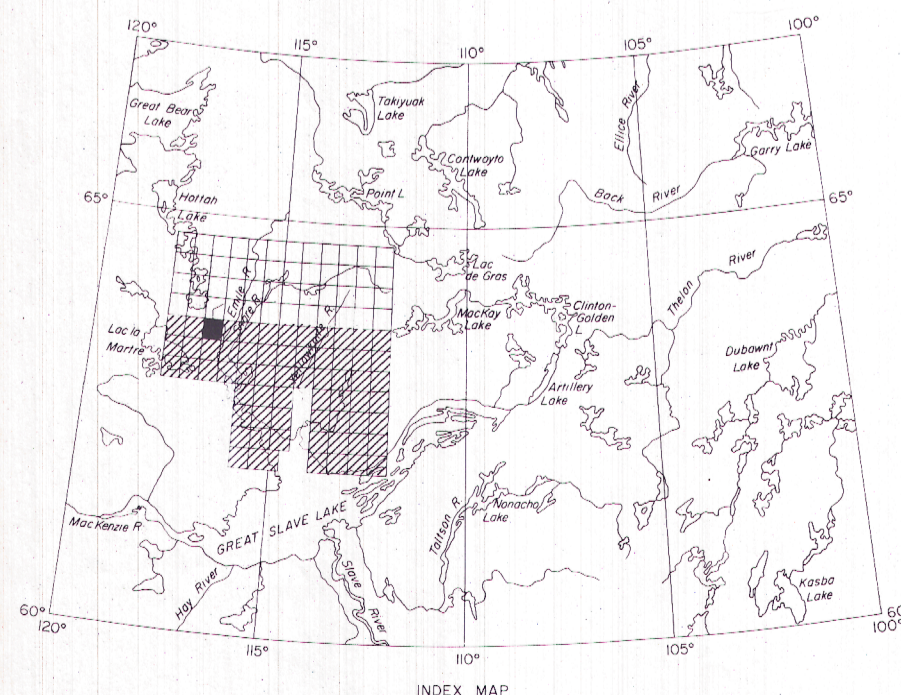 120°
115°
110°
105°
100°
Great Bear
Lake
Takiyuak
Lake
Contwoyto
Lake
Ellice River
Garry Lake
Hottah
Lake
Point L
Back River
65°
65°
Lac
de Gras
MacKay
Lake
Clinton-
Golden
L.
Thelon River
Lac la
Martre
Yellowknife R.
Artillery
Lake
Dubawnt
Lake
MacKenzie R.
GREAT SLAVE LAKE
Taltson R.
Nonacho
Lake
Hay River
Slave River
Kasba
Lake
60°
120°
115°
110°
105°
60
100°
INDEX MAP